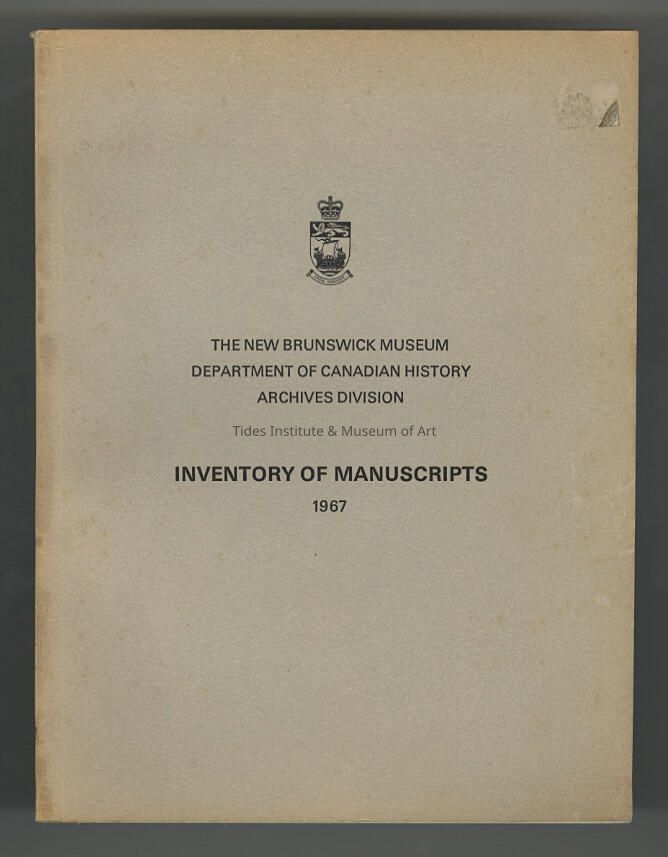 THE NEW BRUNSWICK MUSEUM
DEPARTMENT OF CANADIAN HISTORY
ARCHIVES DIVISION
Tides Institute & Museum of Art
INVENTORY OF MANUSCRIPTS
1967